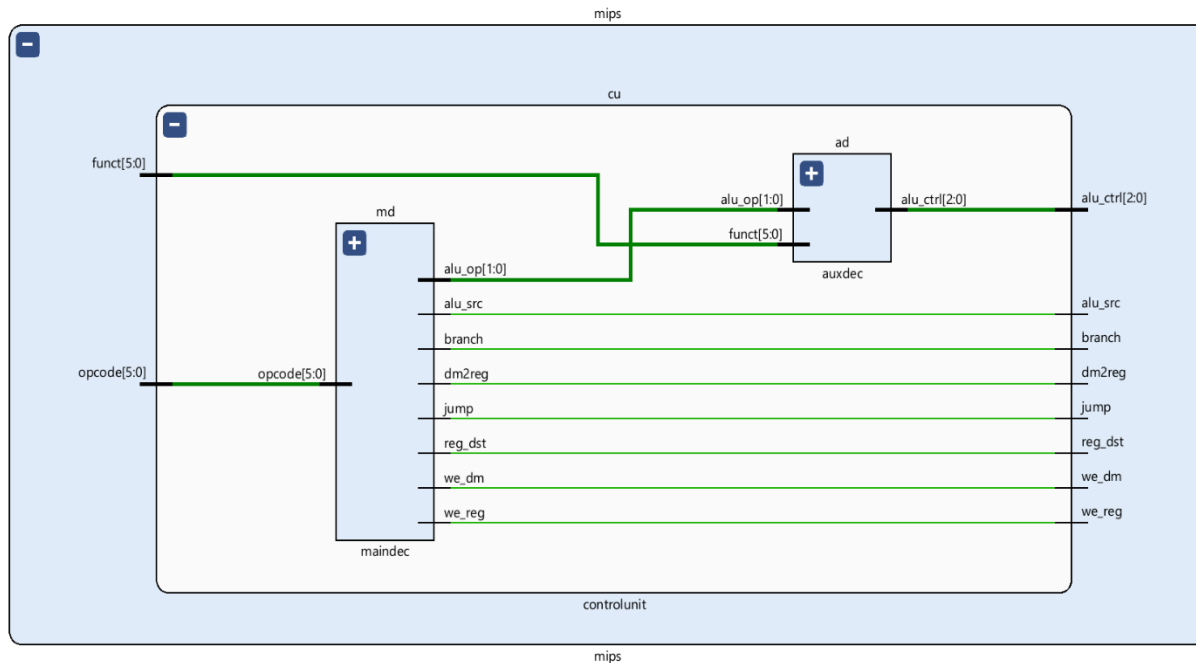 mips
cu
funct[5:0]
ad
alu_op[1:0]
alu_ctrl[2:0]
alu_ctrl[2:0]
md
funct[5:0]
alu_op[1:0]
auxdec
alu_src
alu_src
branch
branch
opcode[5:0]
opcode[5:0]
dm2reg
dm2reg
jump
jump
reg_dst
reg_dst
we_dm
we_dm
we_reg
we_reg
maindec
controlunit
mips